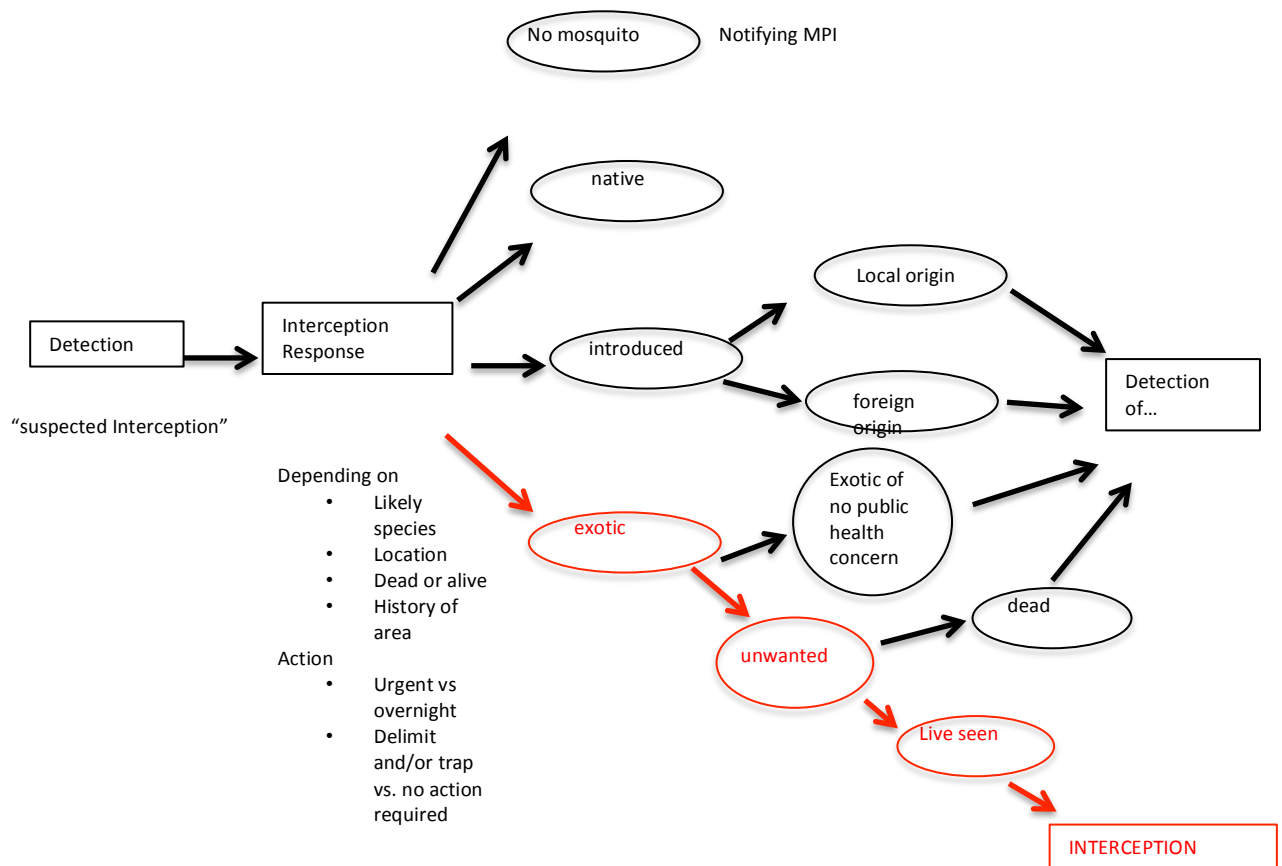 No mosquito
Notifying MPI
native
Local origin
Interception
Response
Detection
introduced
Detection
of…
foreign
origin
“suspected Interception”
Depending on
• Likely
species
• Location
• Dead or alive
• History of
area
Action
• Urgent vs
overnight
• Delimit
and/or trap
vs. no action
required
Exotic of
no public
health
concern
exotic
dead
unwanted
Live seen
INTERCEPTION